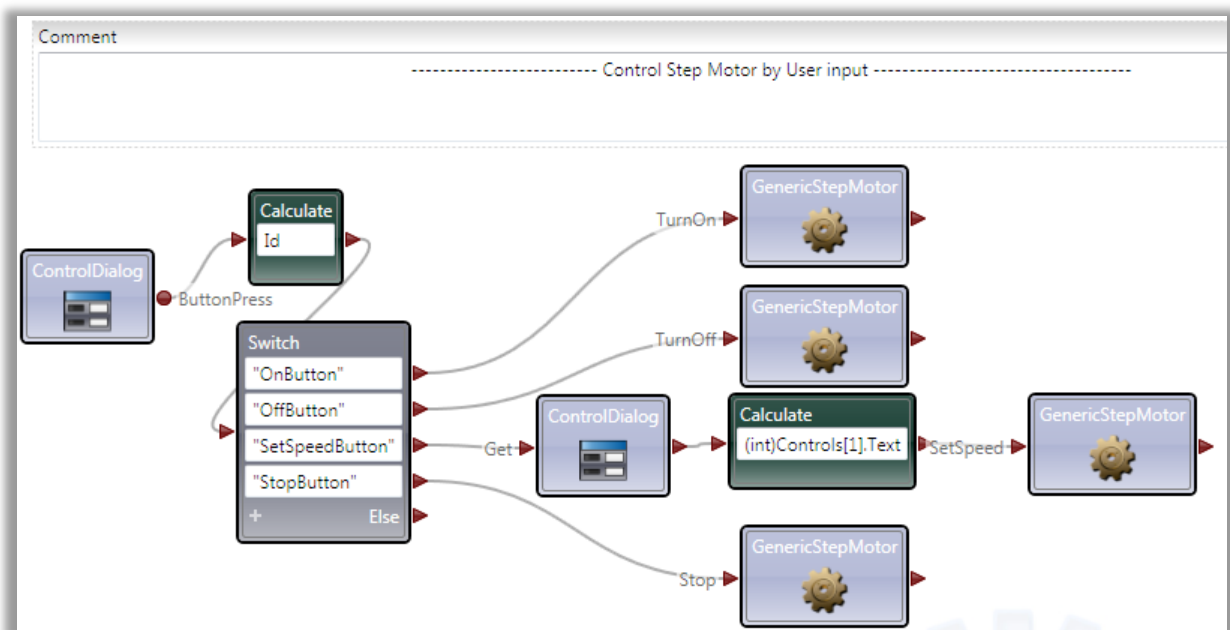 Comment
-------------------------- Control Step Motor by User input ------------------------------------
GenericStepMotor
Calculate
Id
TurnOn
ControlDialog
ButtonPress
GenericStepMotor
Switch
TurnOff
"OnButton"
"OffButton"
ControlDialog
Calculate
GenericStepMotor
"SetSpeedButton"
Get
(int)Controls[1].Text
SetSpeed
"StopButton"
+ Else
GenericStepMotor
Stop